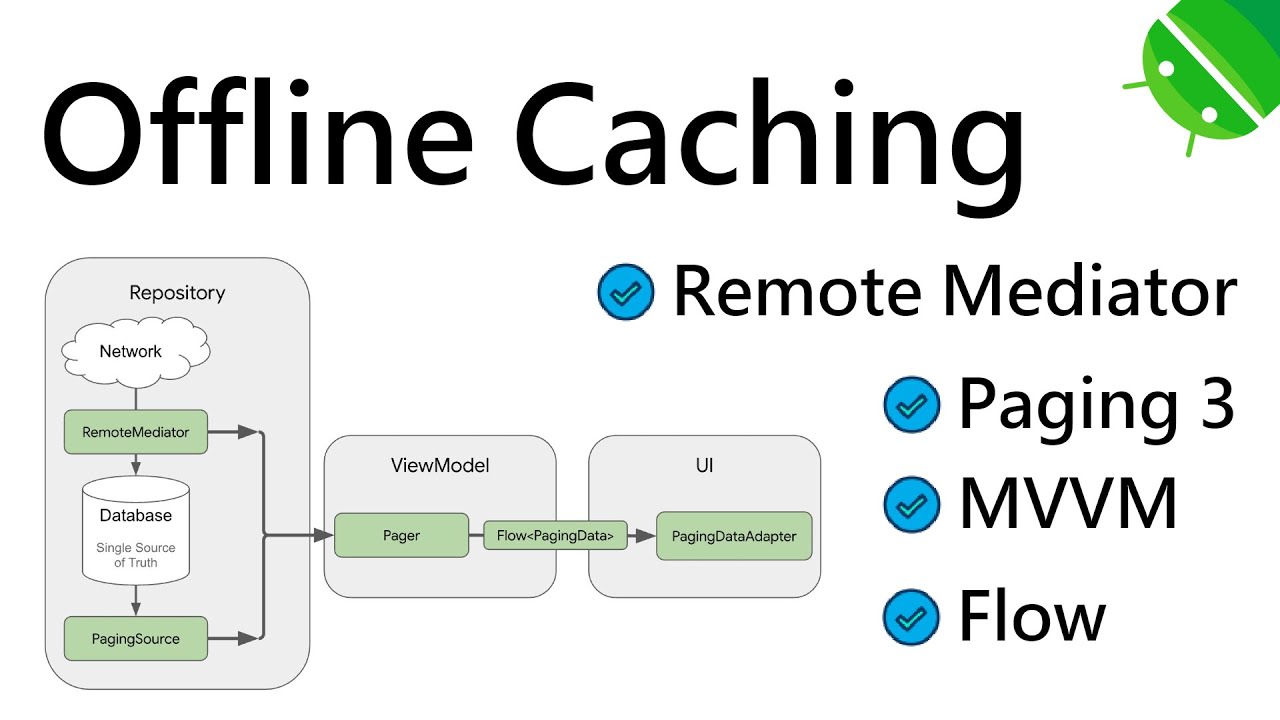 Offline Caching
Remote Mediator
Paging 3
MVVM
Flow
Repository
Network
RemoteMediator
Database
Single Source
of Truth
PagingSource
ViewModel
Pager
Flow<PagingData>
UI
PagingDataAdapter